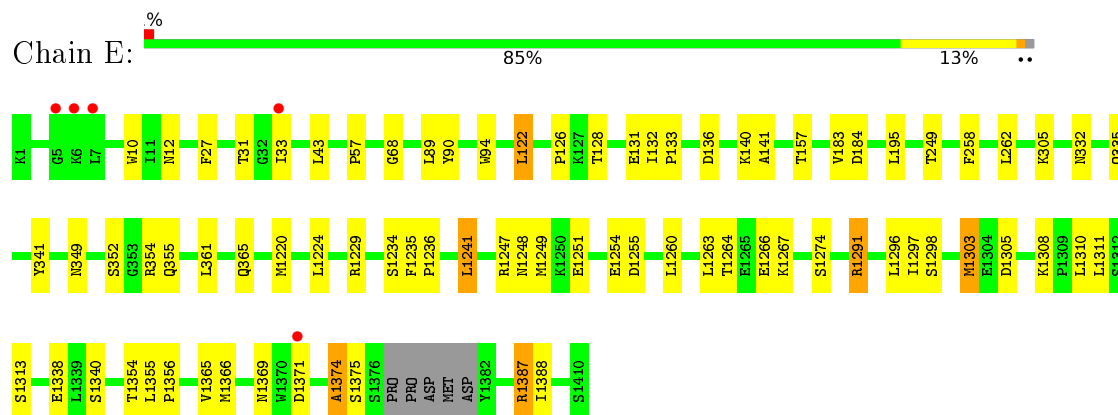 .%
Chain E:
85% 13% ••
K1 G5 K6 L7 W10 I11 N12 F27 T31 G32 I33 L43 P57 G68 L89 Y90 W94 L122 P126 K127 T128 E131 I132 P133 D136 K140 A141 T157 V183 D184 L195 T249 F258 L262 K305 N332 Q335
Y341 N349 S352 G353 R354 Q355 L361 Q365 M1220 L1224 R1229 S1234 F1235 P1236 L1241 R1247 N1248 M1249 K1250 E1251 E1254 D1255 L1260 L1263 T1264 E1265 E1266 K1267 S1274 R1291 L1296 I1297 S1298 M1303 E1304 D1305 K1308 P1309 L1310 L1311 S1312
S1313 E1338 L1339 S1340 T1354 L1355 P1356 V1365 M1366 N1369 W1370 D1371 A1374 S1375 S1376 PRO PRO ASP MET ASP Y1382 R1387 I1388 S1410